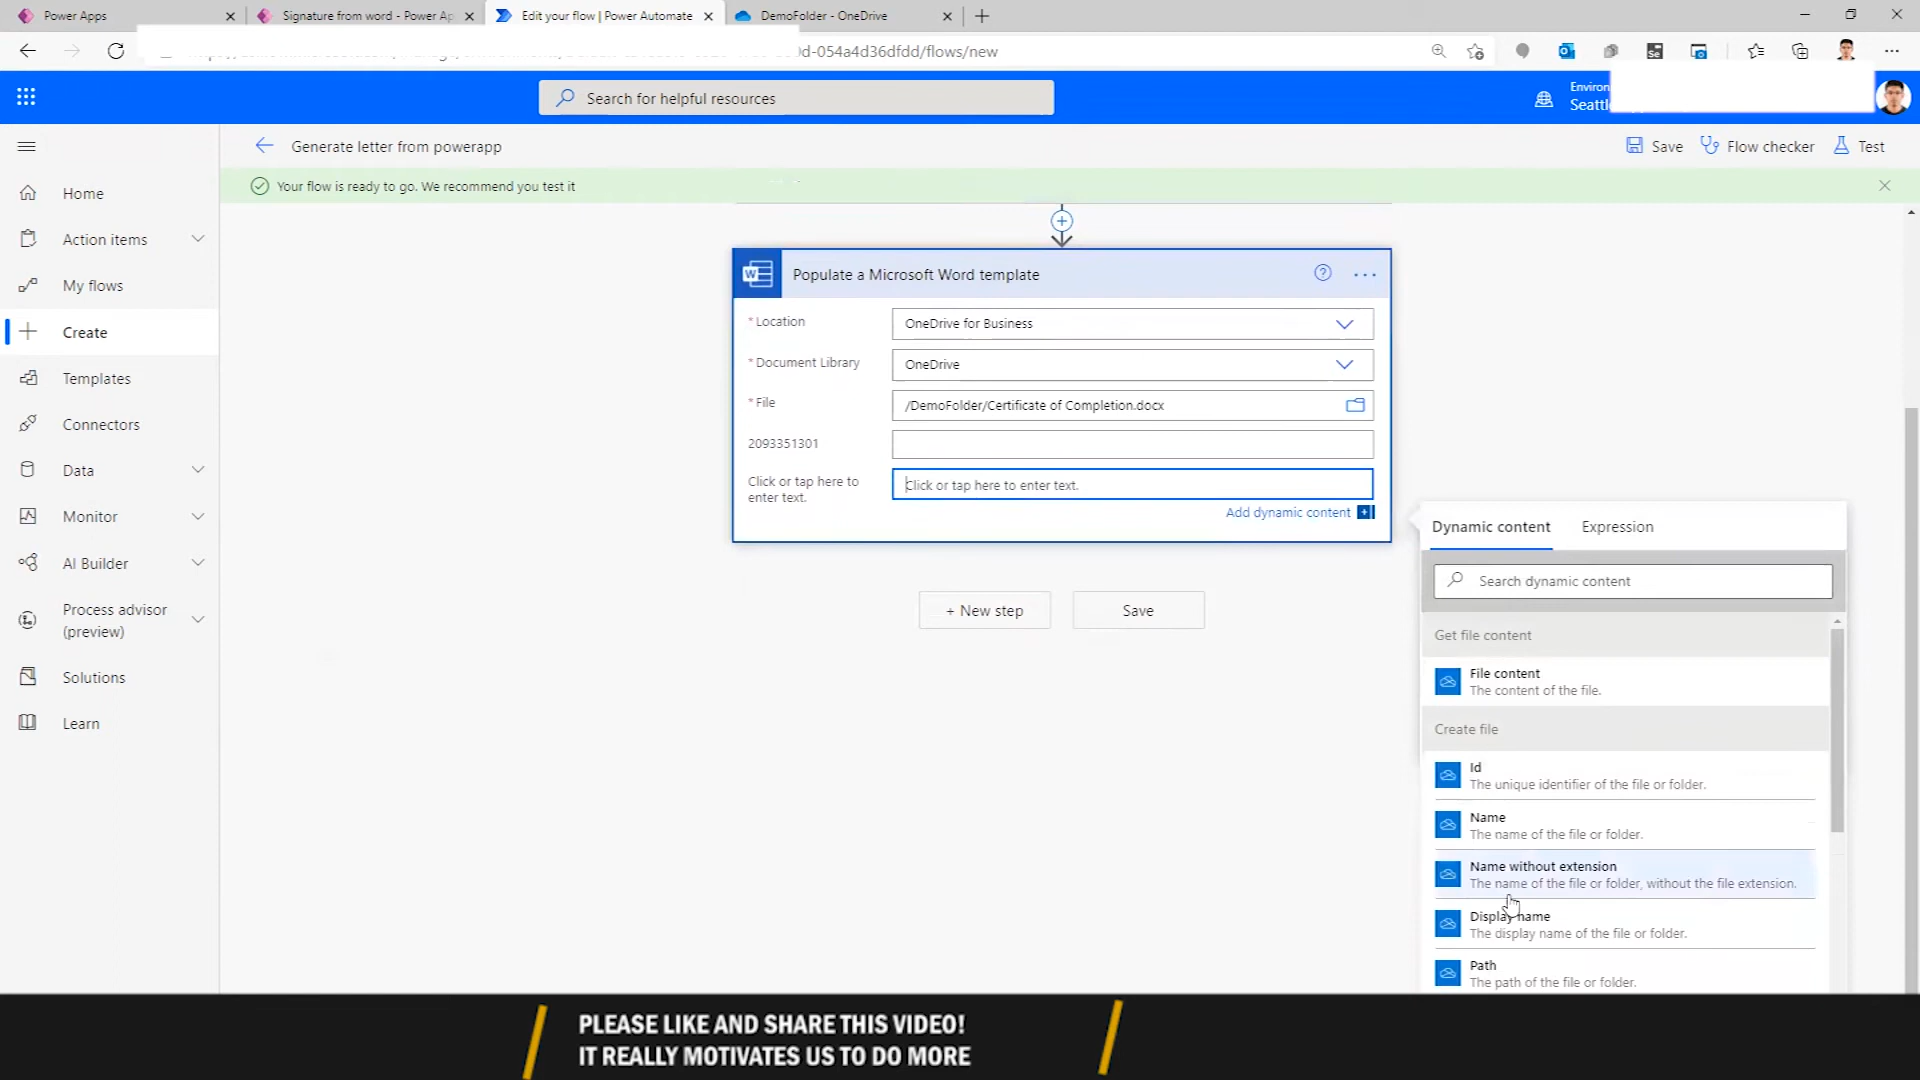 Power Apps
Signature from word - Power Ap
Edit your flow | Power Automate
DemoFolder - OneDrive
d-054a4d36dfdd/flows/new
Search for helpful resources
Environ
Seattl
Generate letter from powerapp
Save
Flow checker
Test
Your flow is ready to go. We recommend you test it
Home
Action items
My flows
Create
Templates
Connectors
Data
Monitor
AI Builder
Process advisor
(preview)
Solutions
Learn
Populate a Microsoft Word template
* Location
OneDrive for Business
* Document Library
OneDrive
* File
/DemoFolder/Certificate of Completion.docx
2093351301
Click or tap here to
enter text.
Click or tap here to enter text.
Add dynamic content
+ New step
Save
Dynamic content
Expression
Search dynamic content
Get file content
File content
The content of the file.
Create file
Id
The unique identifier of the file or folder.
Name
The name of the file or folder.
Name without extension
The name of the file or folder, without the file extension.
Display name
The display name of the file or folder.
Path
The path of the file or folder.
PLEASE LIKE AND SHARE THIS VIDEO!
IT REALLY MOTIVATES US TO DO MORE